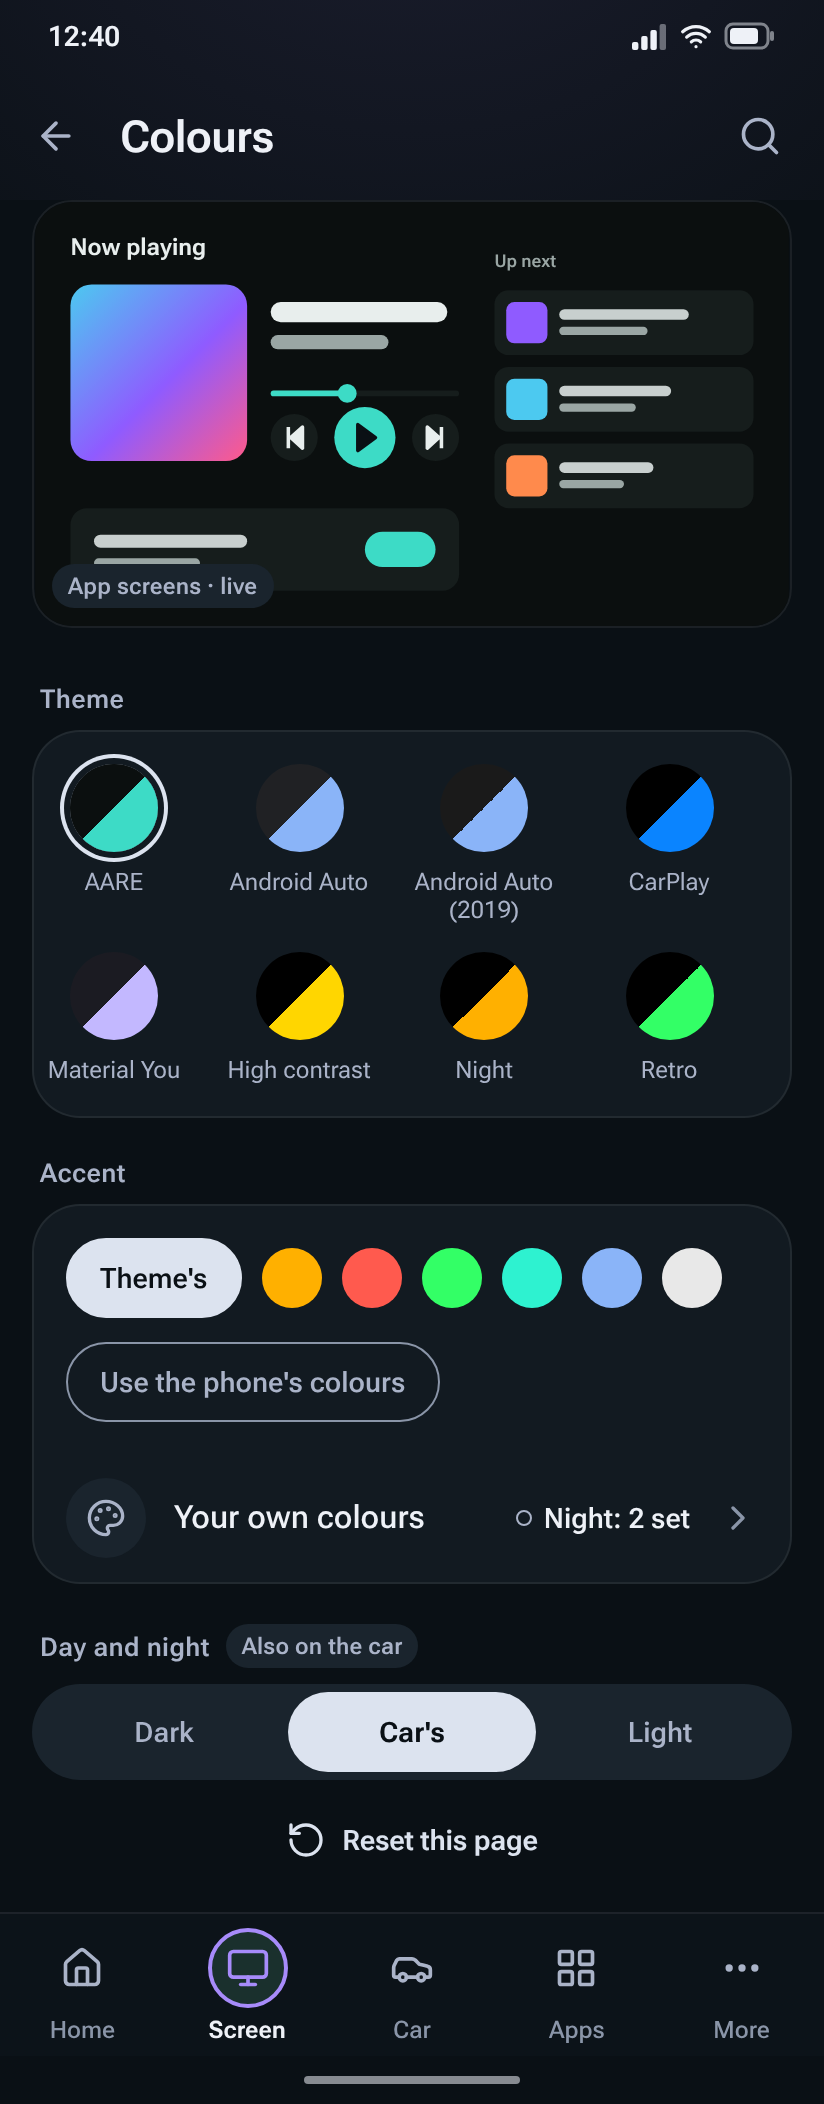 12:40
Colours
Now playing
Up next
App screens · live
Theme
AARE
Android Auto
Android Auto
(2019)
CarPlay
Material You
High contrast
Night
Retro
Accent
Theme's
Use the phone's colours
Your own colours
Night: 2 set
Day and night
Also on the car
Dark
Car's
Light
Reset this page
Home
Screen
Car
Apps
More